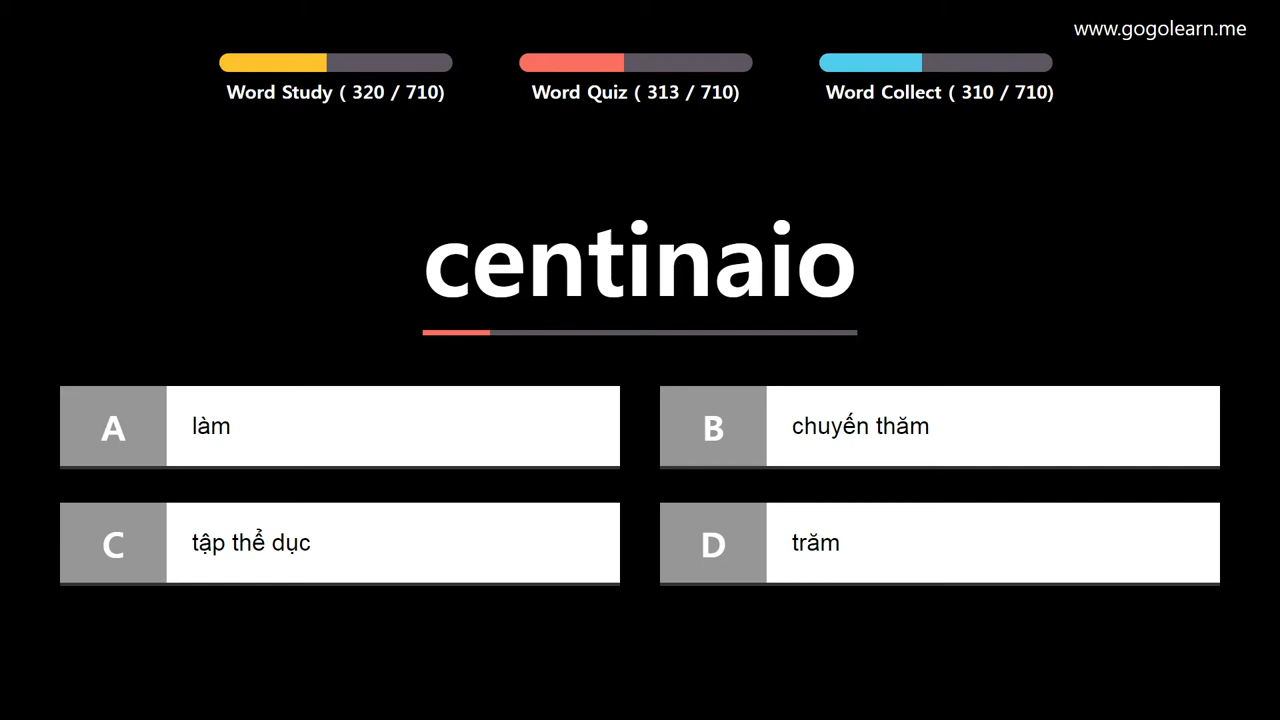 www.gogolearn.me
Word Study ( 320 / 710)
Word Quiz ( 313 / 710)
Word Collect ( 310 / 710)
centinaio
A làm
B chuyến thăm
C tập thể dục
D trăm